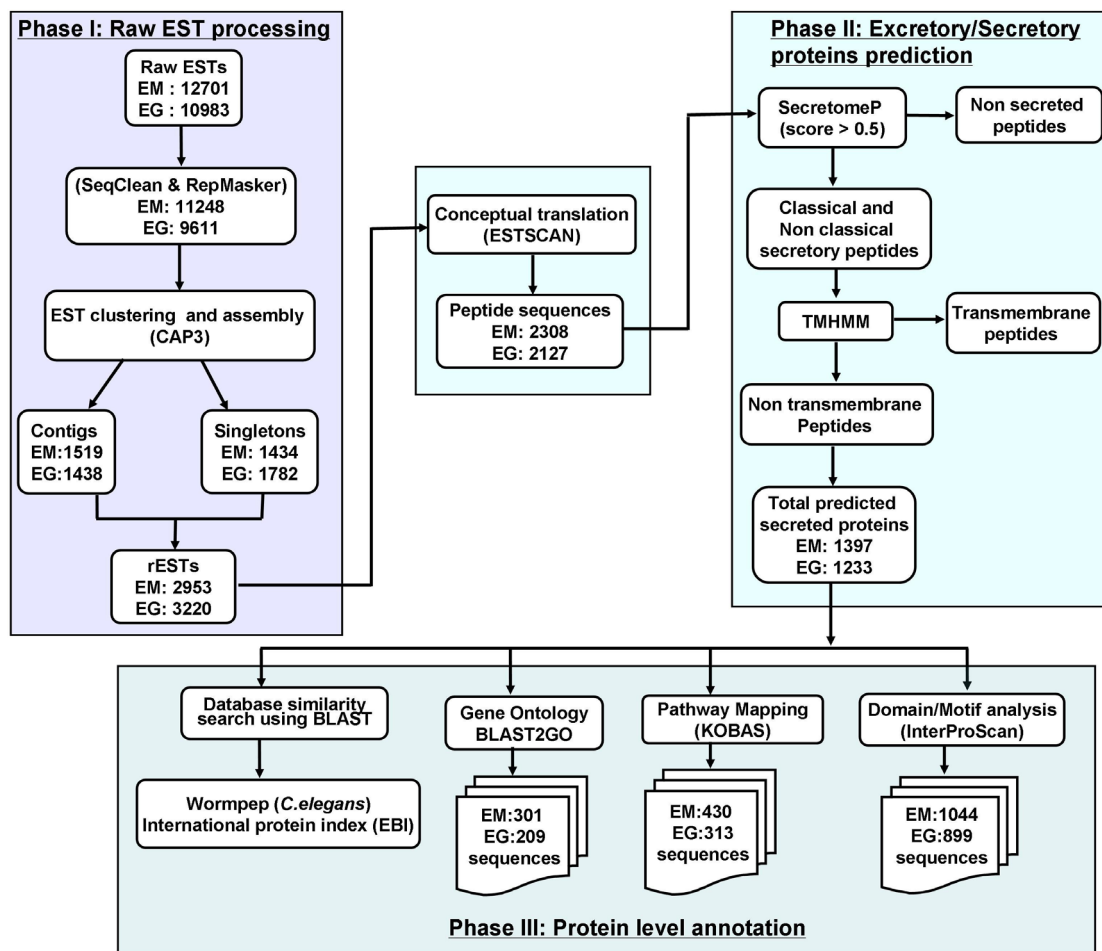 Phase I: Raw EST processing
Raw ESTs
EM : 12701
EG : 10983
(SeqClean & RepMasker)
EM: 11248
EG: 9611
EST clustering and assembly
(CAP3)
Contigs
EM:1519
EG:1438
Singletons
EM: 1434
EG: 1782
rESTs
EM: 2953
EG: 3220
Conceptual translation
(ESTSCAN)
Peptide sequences
EM: 2308
EG: 2127
Phase II: Excretory/Secretory
proteins prediction
SecretomeP
(score > 0.5)
Non secreted
peptides
Classical and
Non classical
secretory peptides
TMHMM
Transmembrane
peptides
Non transmembrane
Peptides
Total predicted
secreted proteins
EM: 1397
EG: 1233
Database similarity
search using BLAST
Wormpep (C.elegans)
International protein index (EBI)
Gene Ontology
BLAST2GO
EM:301
EG:209
sequences
Pathway Mapping
(KOBAS)
EM:430
EG:313
sequences
Domain/Motif analysis
(InterProScan)
EM:1044
EG:899
sequences
Phase III: Protein level annotation